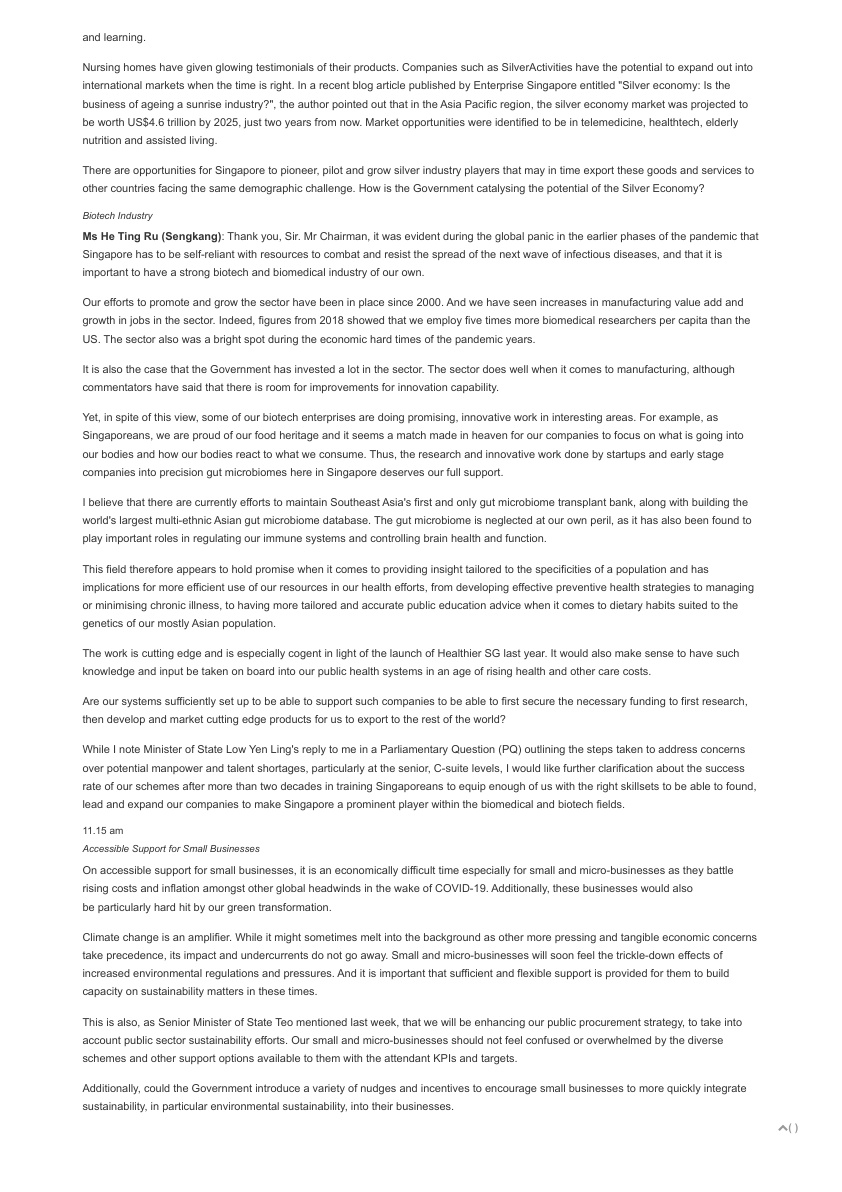 and learning.
Nursing homes have given glowing testimonials of their products. Companies such as SilverActivities have the potential to expand out into
international markets when the time is right. In a recent blog article published by Enterprise Singapore entitled "Silver economy: Is the
business of ageing a sunrise industry?", the author pointed out that in the Asia Pacific region, the silver economy market was projected to
be worth US$4.6 trillion by 2025, just two years from now. Market opportunities were identified to be in telemedicine, healthtech, elderly
nutrition and assisted living.
There are opportunities for Singapore to pioneer, pilot and grow silver industry players that may in time export these goods and services to
other countries facing the same demographic challenge. How is the Government catalysing the potential of the Silver Economy?
Biotech Industry
Ms He Ting Ru (Sengkang): Thank you, Sir. Mr Chairman, it was evident during the global panic in the earlier phases of the pandemic that
Singapore has to be self-reliant with resources to combat and resist the spread of the next wave of infectious diseases, and that it is
important to have a strong biotech and biomedical industry of our own.
Our efforts to promote and grow the sector have been in place since 2000. And we have seen increases in manufacturing value add and
growth in jobs in the sector. Indeed, figures from 2018 showed that we employ five times more biomedical researchers per capita than the
US. The sector also was a bright spot during the economic hard times of the pandemic years.
It is also the case that the Government has invested a lot in the sector. The sector does well when it comes to manufacturing, although
commentators have said that there is room for improvements for innovation capability.
Yet, in spite of this view, some of our biotech enterprises are doing promising, innovative work in interesting areas. For example, as
Singaporeans, we are proud of our food heritage and it seems a match made in heaven for our companies to focus on what is going into
our bodies and how our bodies react to what we consume. Thus, the research and innovative work done by startups and early stage
companies into precision gut microbiomes here in Singapore deserves our full support.
I believe that there are currently efforts to maintain Southeast Asia's first and only gut microbiome transplant bank, along with building the
world's largest multi-ethnic Asian gut microbiome database. The gut microbiome is neglected at our own peril, as it has also been found to
play important roles in regulating our immune systems and controlling brain health and function.
This field therefore appears to hold promise when it comes to providing insight tailored to the specificities of a population and has
implications for more efficient use of our resources in our health efforts, from developing effective preventive health strategies to managing
or minimising chronic illness, to having more tailored and accurate public education advice when it comes to dietary habits suited to the
genetics of our mostly Asian population.
The work is cutting edge and is especially cogent in light of the launch of Healthier SG last year. It would also make sense to have such
knowledge and input be taken on board into our public health systems in an age of rising health and other care costs.
Are our systems sufficiently set up to be able to support such companies to be able to first secure the necessary funding to first research,
then develop and market cutting edge products for us to export to the rest of the world?
While I note Minister of State Low Yen Ling's reply to me in a Parliamentary Question (PQ) outlining the steps taken to address concerns
over potential manpower and talent shortages, particularly at the senior, C-suite levels, I would like further clarification about the success
rate of our schemes after more than two decades in training Singaporeans to equip enough of us with the right skillsets to be able to found,
lead and expand our companies to make Singapore a prominent player within the biomedical and biotech fields.
11.15 am
Accessible Support for Small Businesses
On accessible support for small businesses, it is an economically difficult time especially for small and micro-businesses as they battle
rising costs and inflation amongst other global headwinds in the wake of COVID-19. Additionally, these businesses would also
be particularly hard hit by our green transformation.
Climate change is an amplifier. While it might sometimes melt into the background as other more pressing and tangible economic concerns
take precedence, its impact and undercurrents do not go away. Small and micro-businesses will soon feel the trickle-down effects of
increased environmental regulations and pressures. And it is important that sufficient and flexible support is provided for them to build
capacity on sustainability matters in these times.
This is also, as Senior Minister of State Teo mentioned last week, that we will be enhancing our public procurement strategy, to take into
account public sector sustainability efforts. Our small and micro-businesses should not feel confused or overwhelmed by the diverse
schemes and other support options available to them with the attendant KPIs and targets.
Additionally, could the Government introduce a variety of nudges and incentives to encourage small businesses to more quickly integrate
sustainability, in particular environmental sustainability, into their businesses.
( )